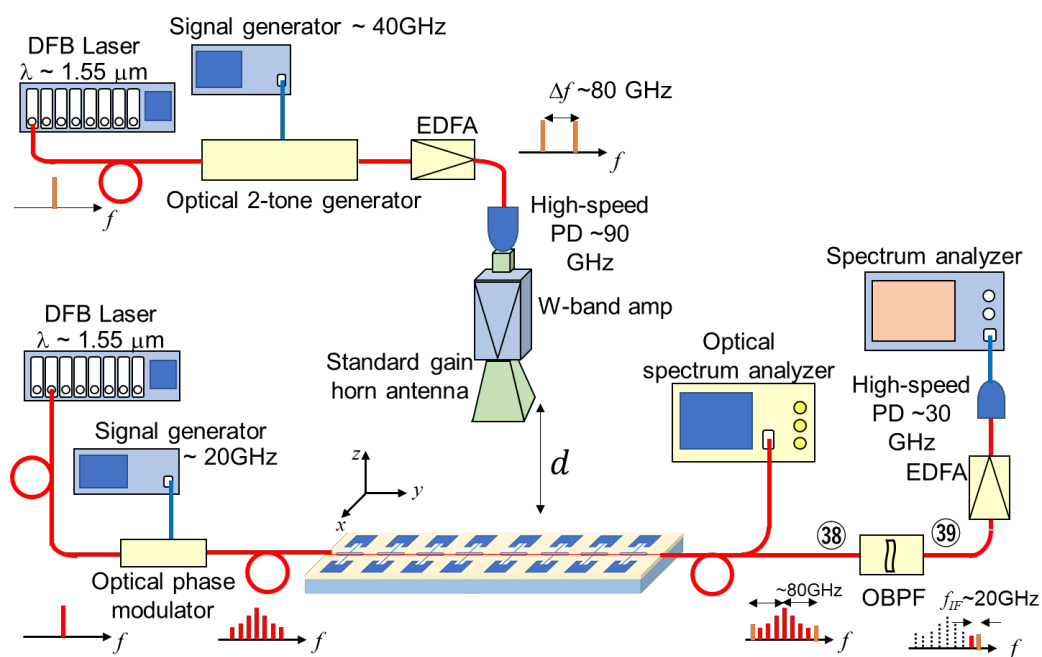 Signal generator ~ 40GHz
DFB Laser
λ ~ 1.55 μm
EDFA
Δf ~80 GHz
f
Optical 2-tone generator
f
High-speed
PD ~90
GHz
W-band amp
Standard gain
horn antenna
d
Spectrum analyzer
DFB Laser
λ ~ 1.55 μm
Optical
spectrum analyzer
High-speed
PD ~30
GHz
EDFA
Signal generator
~ 20GHz
z
y
x
38
39
Optical phase
modulator
OBPF
f
f
~80GHz
f
f_IF~20GHz
f